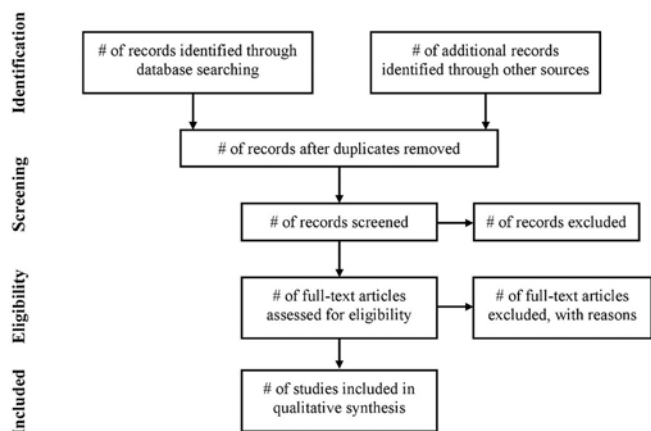 Identification
# of records identified through
database searching
# of additional records
identified through other sources
# of records after duplicates removed
Screening
# of records screened
# of records excluded
Eligibility
# of full-text articles
assessed for eligibility
# of full-text articles
excluded, with reasons
Included
# of studies included in
qualitative synthesis